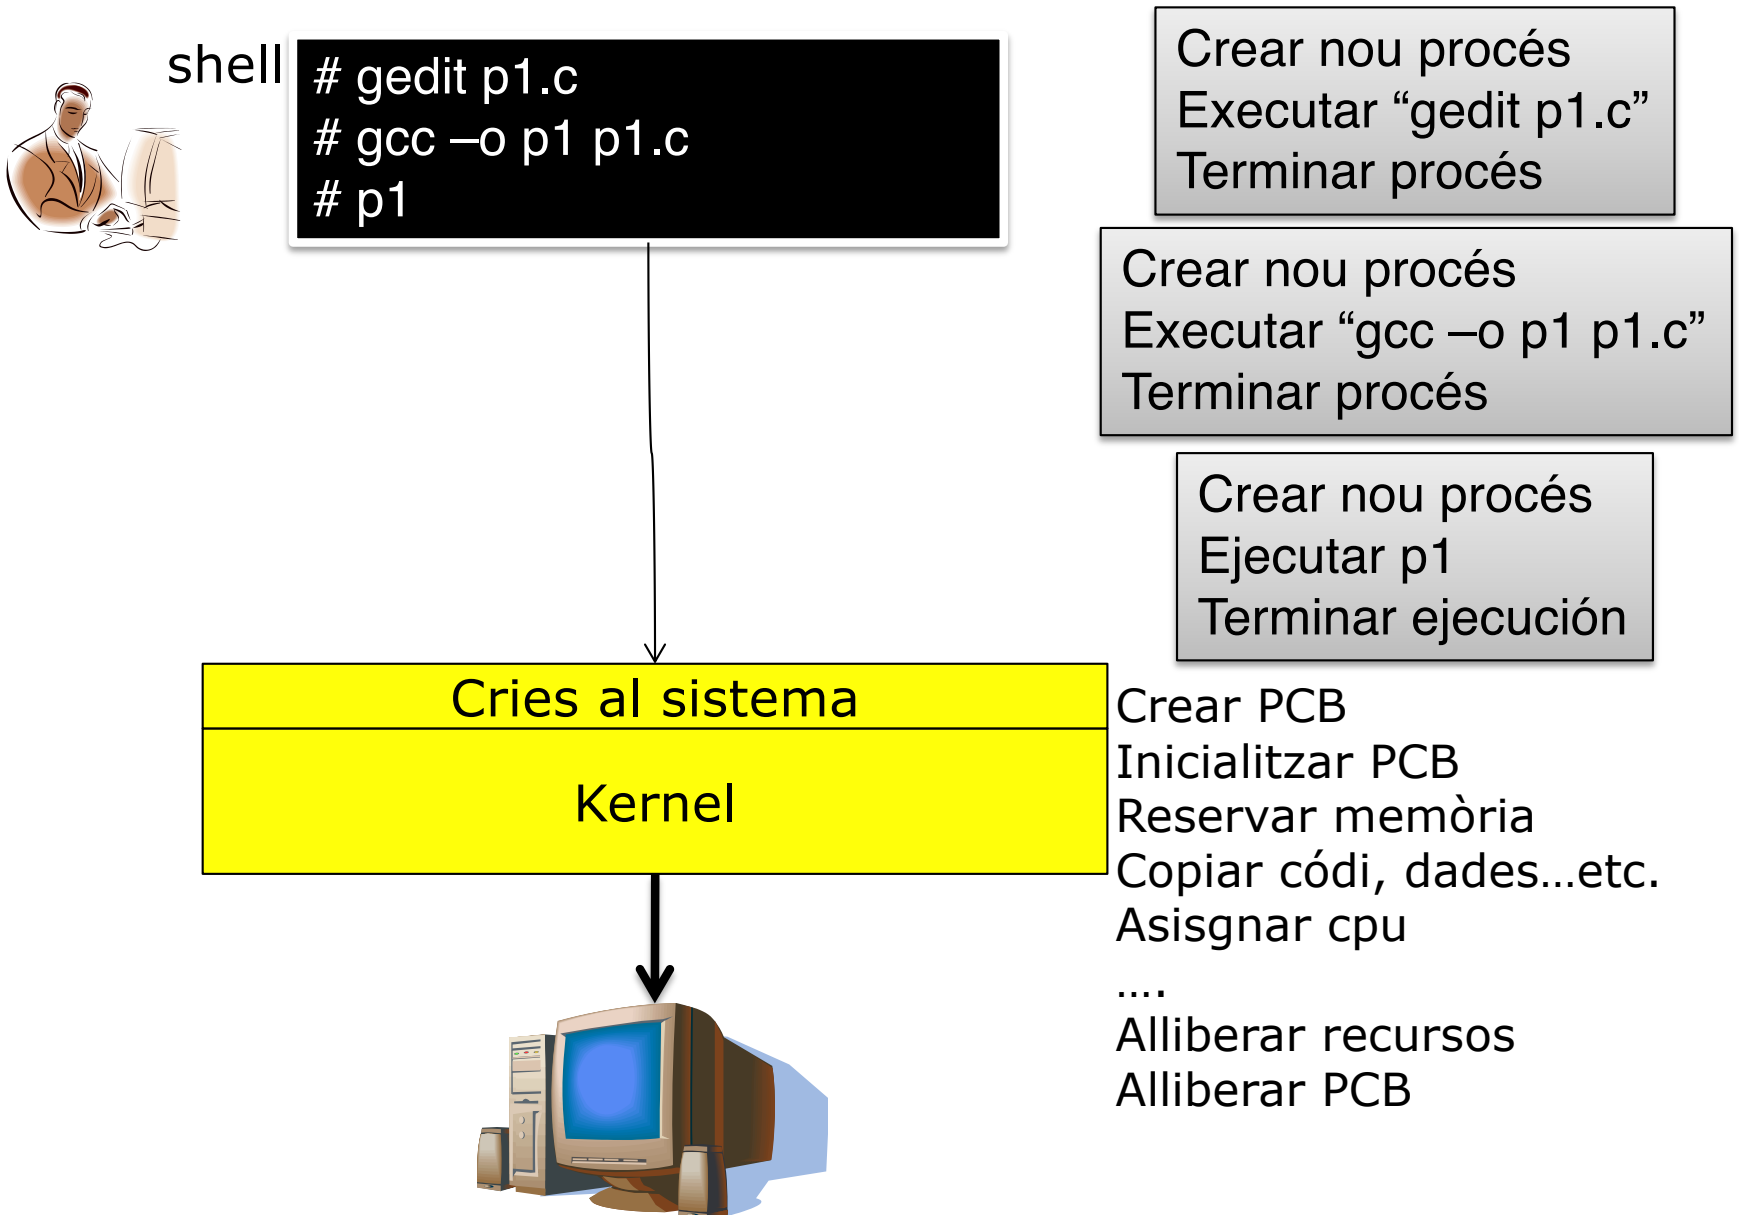 shell
# gedit p1.c
# gcc –o p1 p1.c
# p1
Crear nou procés
Executar “gedit p1.c”
Terminar procés
Crear nou procés
Executar “gcc –o p1 p1.c”
Terminar procés
Crear nou procés
Ejecutar p1
Terminar ejecución
Cries al sistema
Kernel
Crear PCB
Inicialitzar PCB
Reservar memòria
Copiar códi, dades…etc.
Asisgnar cpu
….
Alliberar recursos
Alliberar PCB